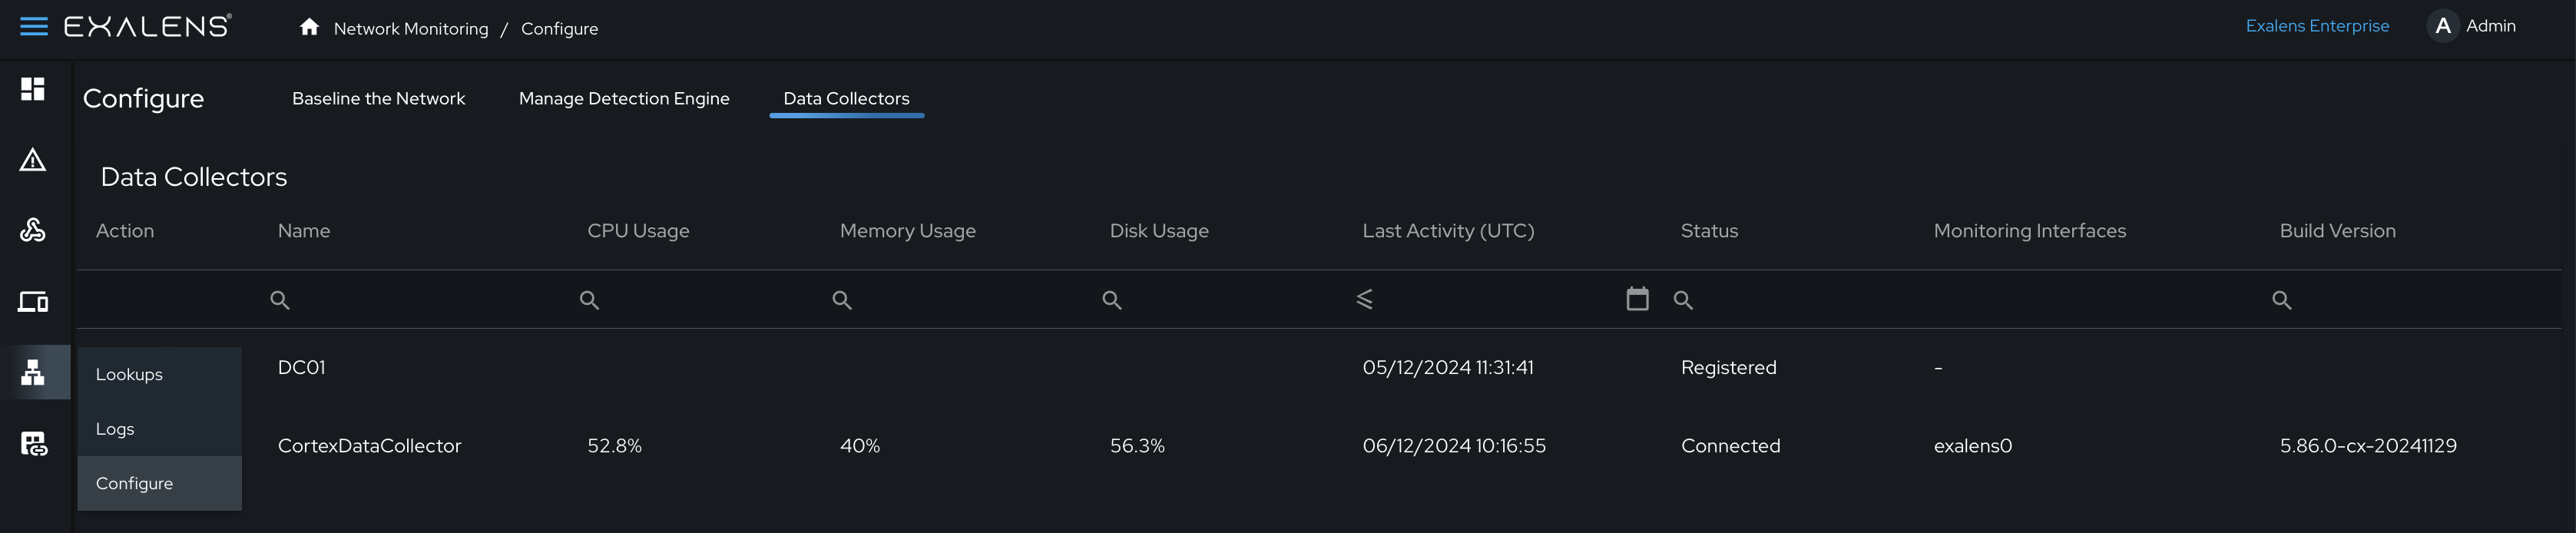 EXALENS®
Network Monitoring / Configure
Exalens Enterprise
A Admin
Configure
Baseline the Network
Manage Detection Engine
Data Collectors
Data Collectors
Action Name CPU Usage Memory Usage Disk Usage Last Activity (UTC) Status Monitoring Interfaces Build Version
Lookups
Logs
Configure
DC01 05/12/2024 11:31:41 Registered -
CortexDataCollector 52.8% 40% 56.3% 06/12/2024 10:16:55 Connected exalens0 5.86.0-cx-20241129